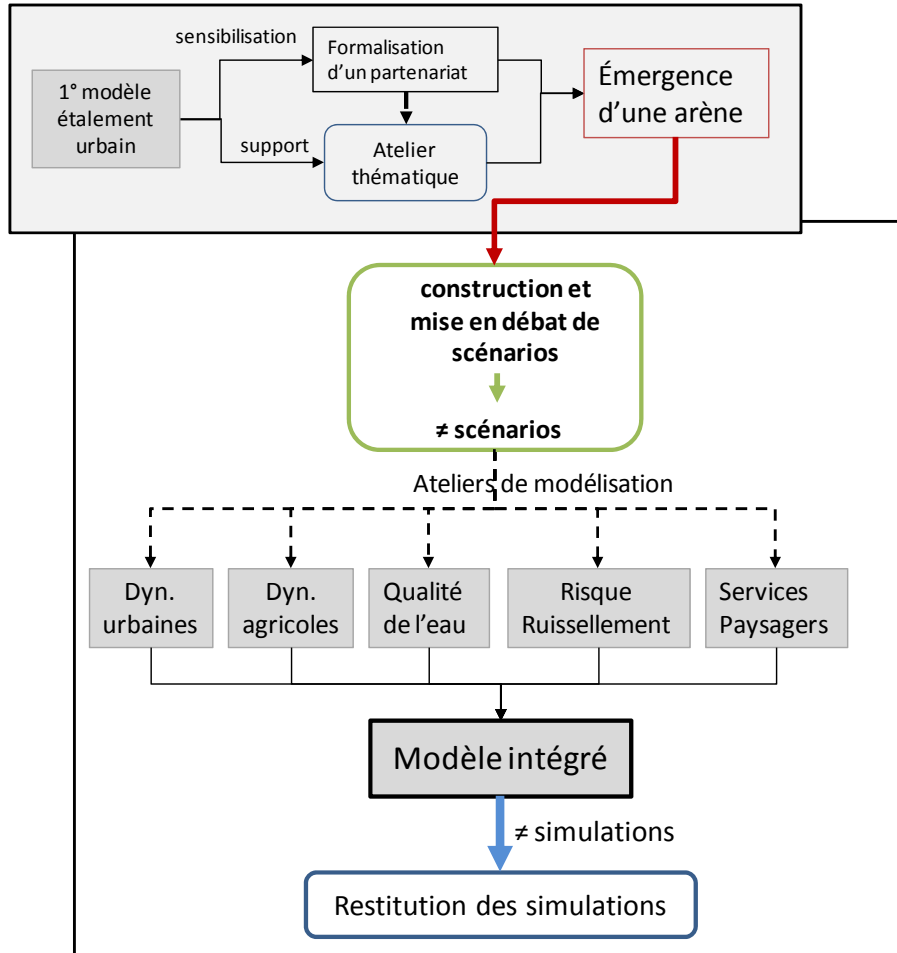 sensibilisation
Formalisation
d'un partenariat
1° modèle
étalement
urbain
support
Atelier
thématique
Émergence
d'une arène
construction et
mise en débat de
scénarios
≠ scénarios
Ateliers de modélisation
Dyn.
urbaines
Dyn.
agricoles
Qualité
de l'eau
Risque
Ruissellement
Services
Paysagers
Modèle intégré
≠ simulations
Restitution des simulations